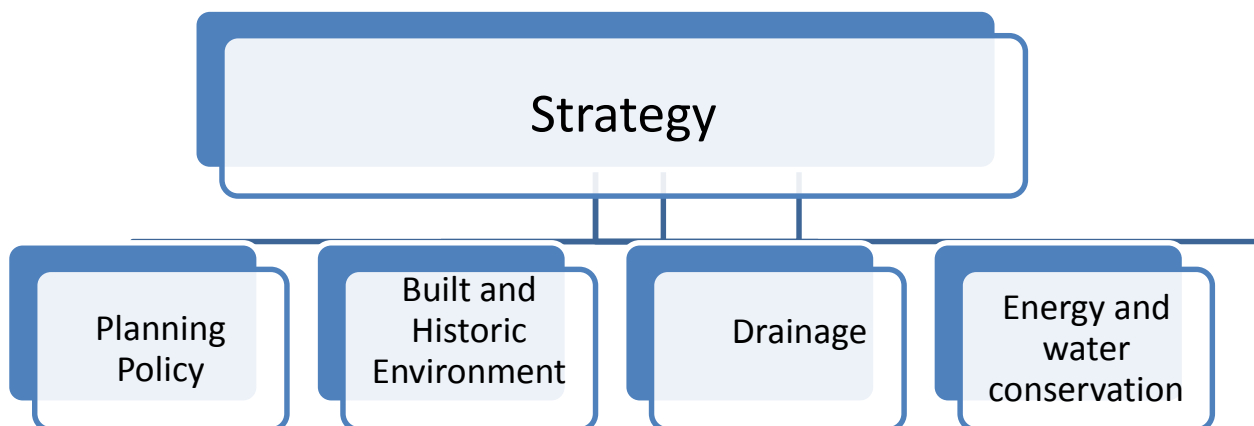 Strategy
Planning
Policy
Built and
Historic
Environment
Drainage
Energy and
water
conservation